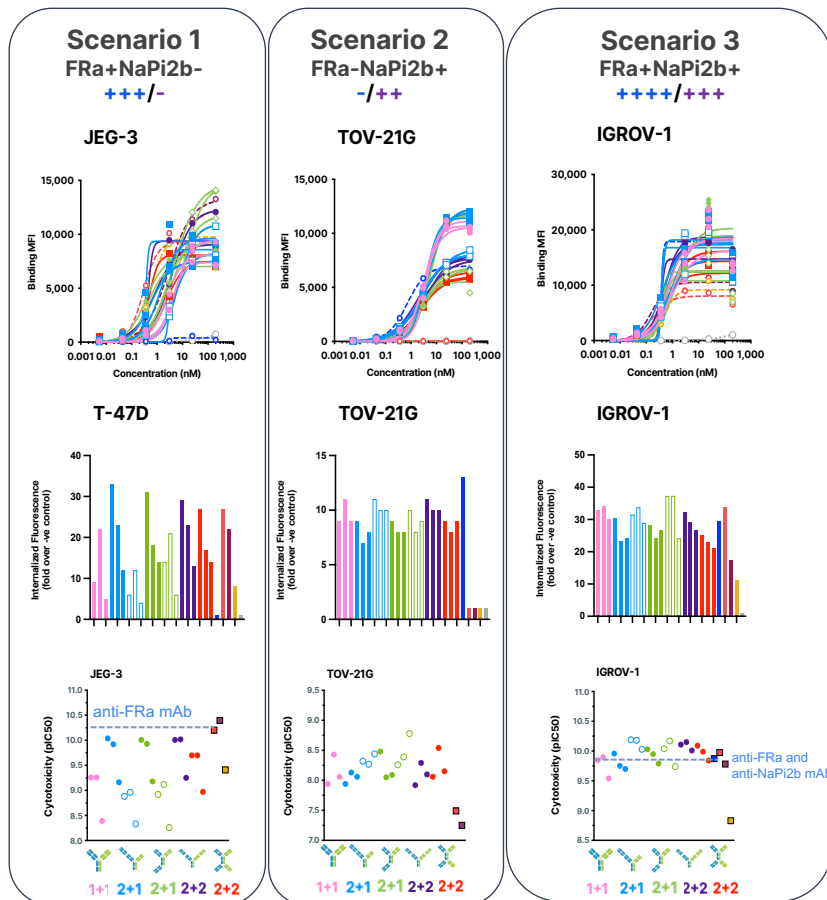 Scenario 1
FRa+NaPi2b-
+++/-
JEG-3
Binding MFI
15,000
10,000
5,000
0
0.001 0.01 0.1 1 10 100 1,000
Concentration (nM)
T-47D
Internalized Fluorescence
(fold over -ve control)
40
30
20
10
0
JEG-3
Cytotoxicity (pIC50)
11.0
10.5
10.0
9.5
9.0
8.5
8.0
anti-FRa mAb
1+1 2+1 2+1 2+2 2+2
Scenario 2
FRa-NaPi2b+
-/++
TOV-21G
Binding MFI
15,000
10,000
5,000
0
0.001 0.01 0.1 1 10 100 1,000
Concentration (nM)
TOV-21G
Internalized Fluorescence
(fold over -ve control)
15
10
5
0
TOV-21G
Cytotoxicity (pIC50)
9.5
9.0
8.5
8.0
7.5
7.0
1+1 2+1 2+1 2+2 2+2
Scenario 3
FRa+NaPi2b+
++++/+++
IGROV-1
Binding MFI
30,000
20,000
10,000
0
0.001 0.01 0.1 1 10 100 1,000
Concentration (nM)
IGROV-1
Internalized Fluorescence
(fold over -ve control)
50
40
30
20
10
0
IGROV-1
Cytotoxicity (pIC50)
11.0
10.5
10.0
9.5
9.0
8.5
anti-FRa and
anti-NaPi2b mAb
1+1 2+1 2+1 2+2 2+2